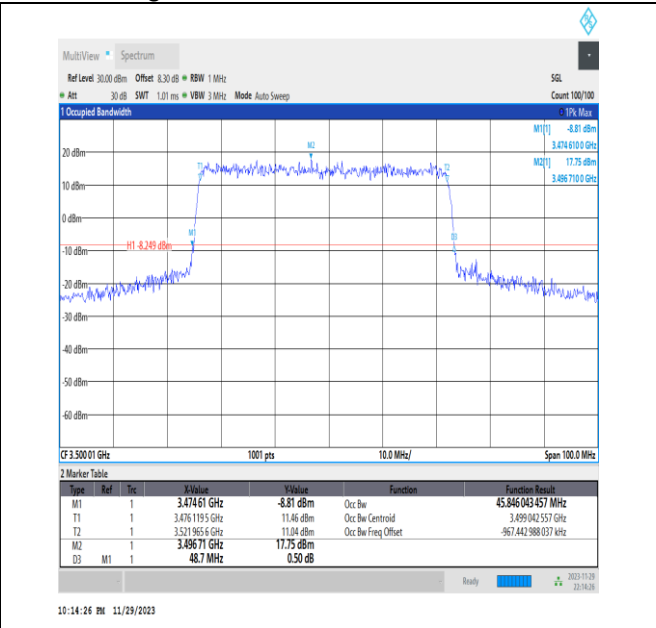 MultiView Spectrum
Ref Level 30.00 dBm Offset 8.30 dB RBW 1 MHz SGL
Att 30 dB SWT 1.01 ms VBW 3 MHz Mode Auto Sweep Count 100/100
1 Occupied Bandwidth 1Pk Max
M1[1] -8.81 dBm
3.474 610 0 GHz
M2[1] 17.75 dBm
3.496 710 0 GHz
M2
20 dBm
T1 T2
10 dBm
0 dBm
M1 D3
H1 -8.249 dBm
-10 dBm
-20 dBm
-30 dBm
-40 dBm
-50 dBm
-60 dBm
CF 3.500 01 GHz 1001 pts 10.0 MHz/ Span 100.0 MHz
2 Marker Table
Type Ref Trc X-Value Y-Value Function Function Result
M1 1 3.474 61 GHz -8.81 dBm Occ Bw 45.846 043 457 MHz
T1 1 3.476 119 5 GHz 11.46 dBm Occ Bw Centroid 3.499 042 557 GHz
T2 1 3.521 965 6 GHz 11.04 dBm Occ Bw Freq Offset -967.442 988 037 kHz
M2 1 3.496 71 GHz 17.75 dBm
D3 M1 1 48.7 MHz 0.50 dB
Ready 2023-11-29
22:14:26
10:14:26 PM 11/29/2023